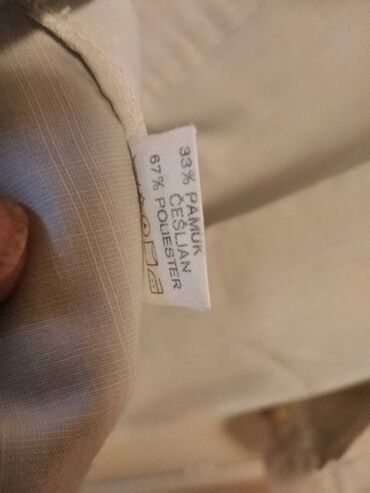 33% PAMUK
ČEŠLJAN
67% POLIESTER